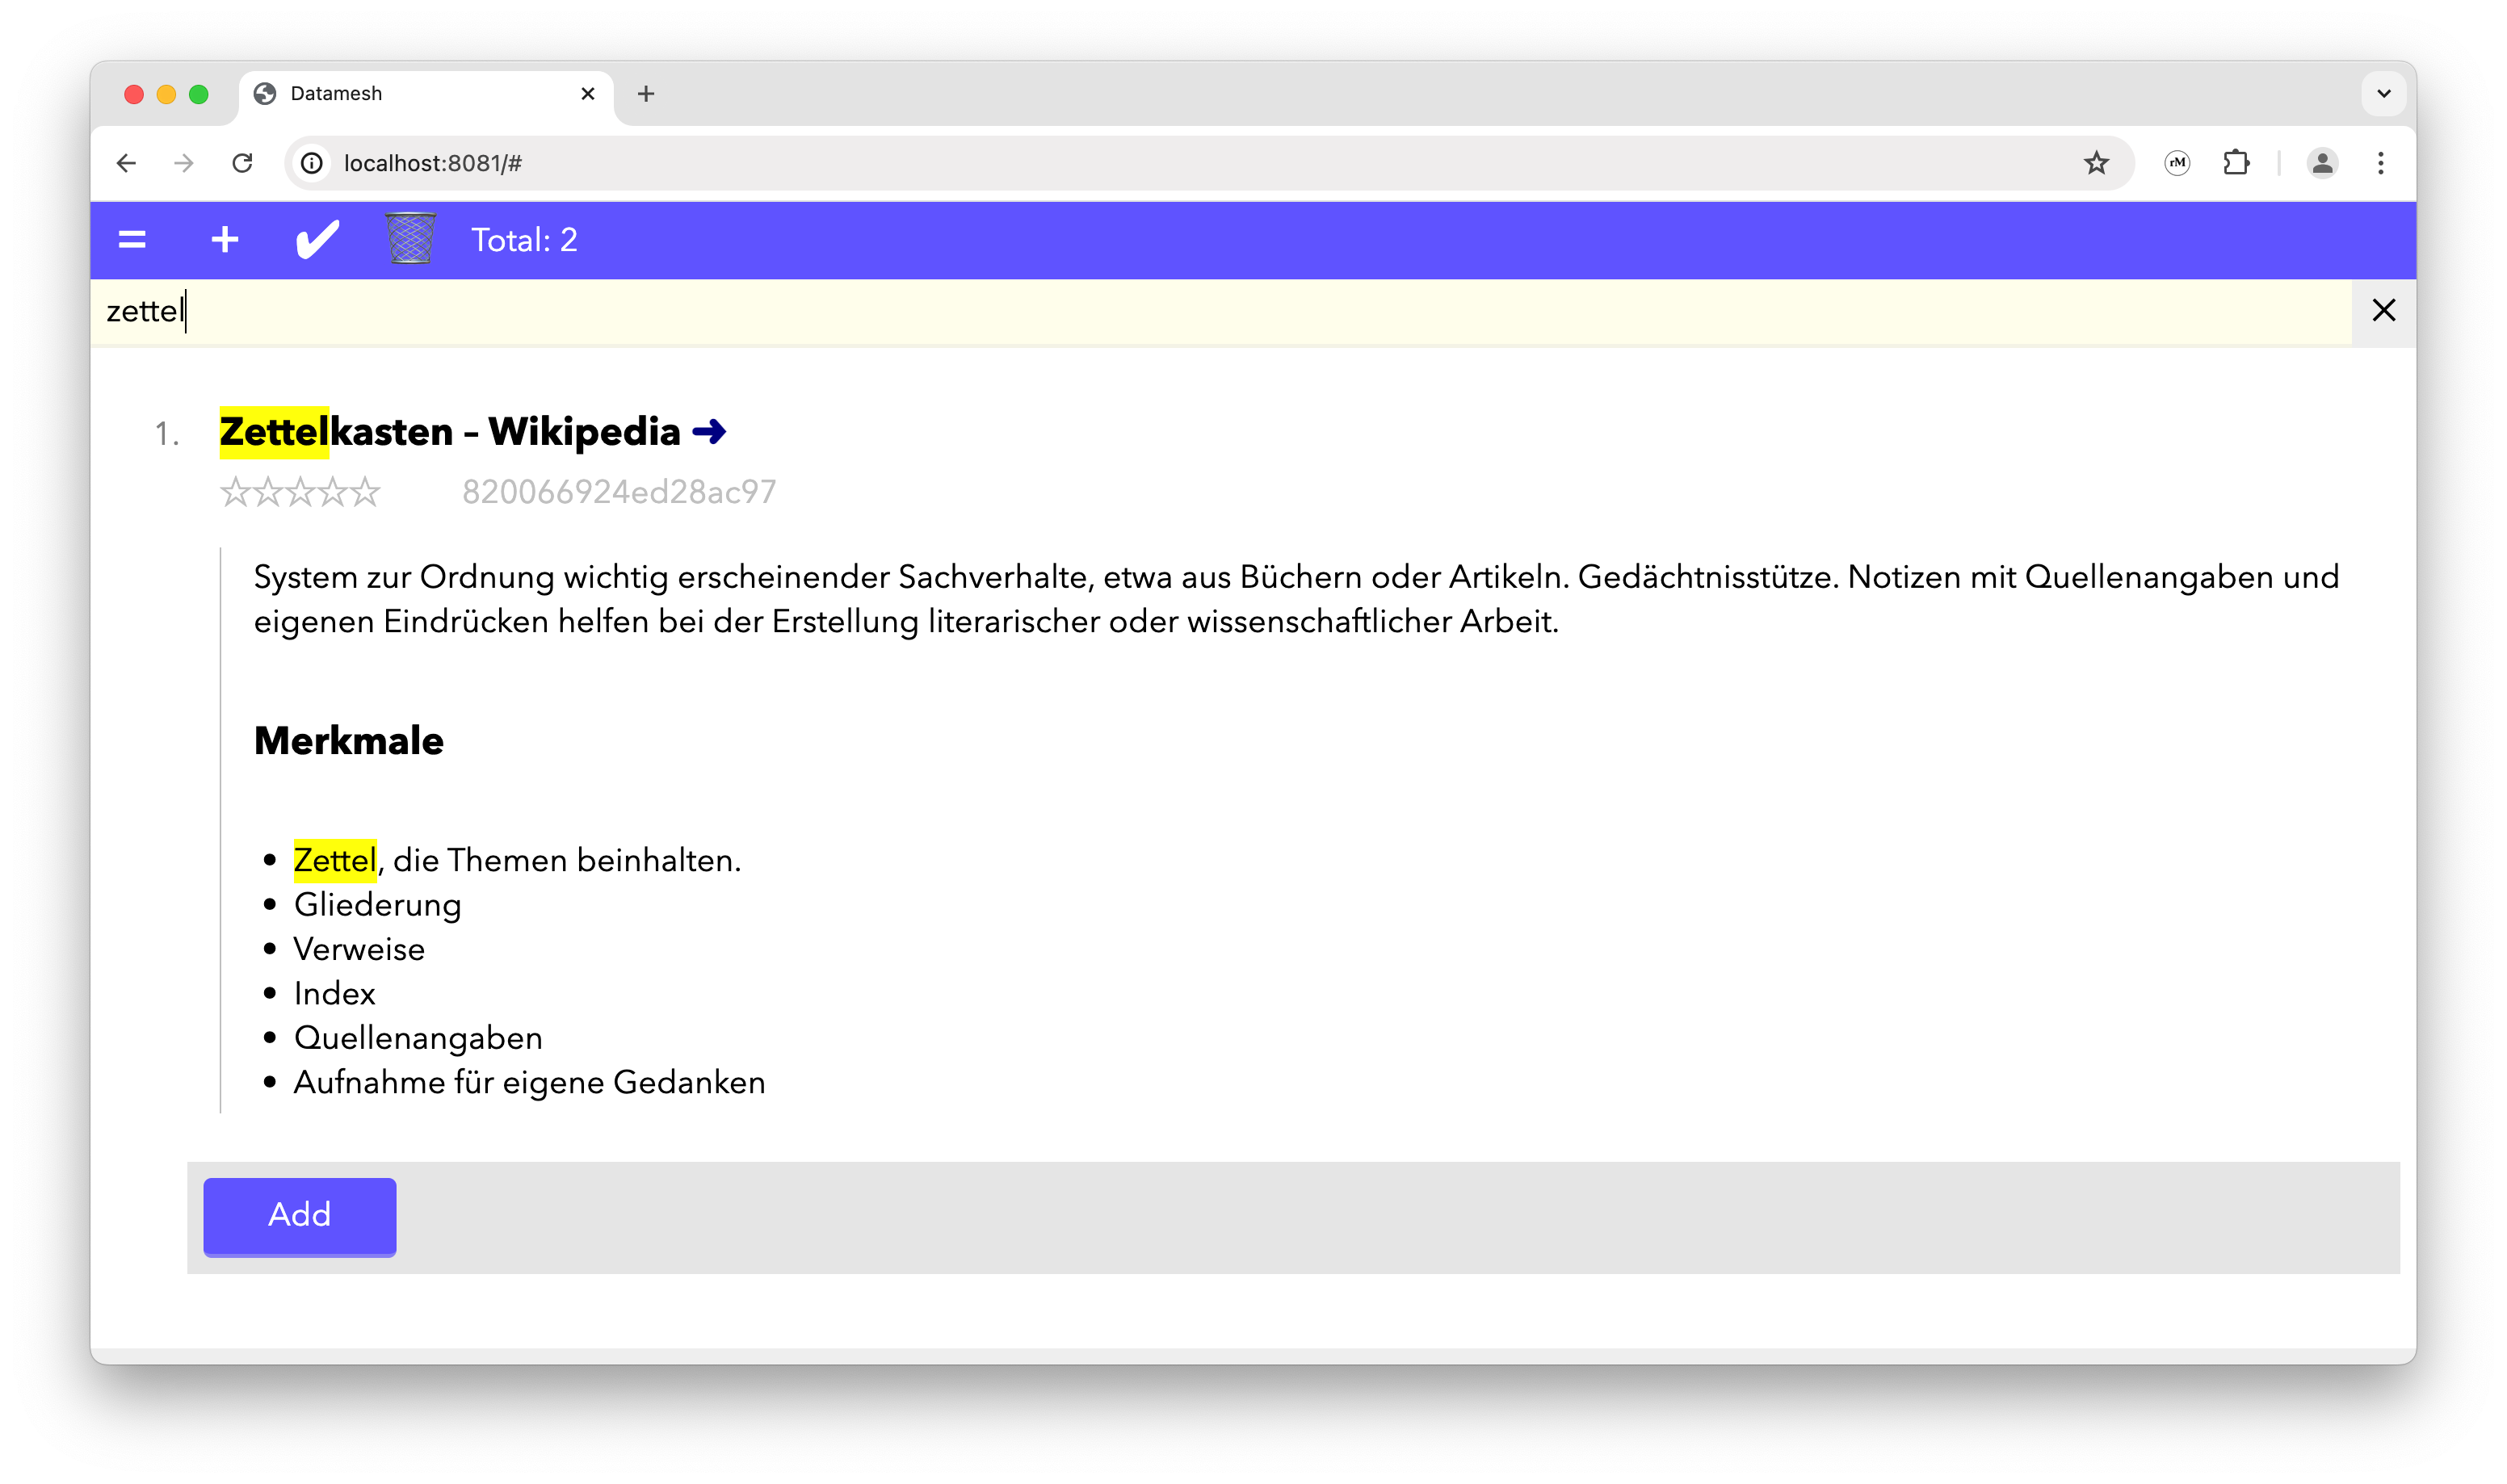 Datamesh
localhost:8081/#
rM
= + ✔ Total: 2
zettel
1. Zettelkasten – Wikipedia ➜
☆☆☆☆☆ 820066924ed28ac97
System zur Ordnung wichtig erscheinender Sachverhalte, etwa aus Büchern oder Artikeln. Gedächtnisstütze. Notizen mit Quellenangaben und
eigenen Eindrücken helfen bei der Erstellung literarischer oder wissenschaftlicher Arbeit.
Merkmale
• Zettel, die Themen beinhalten.
• Gliederung
• Verweise
• Index
• Quellenangaben
• Aufnahme für eigene Gedanken
Add